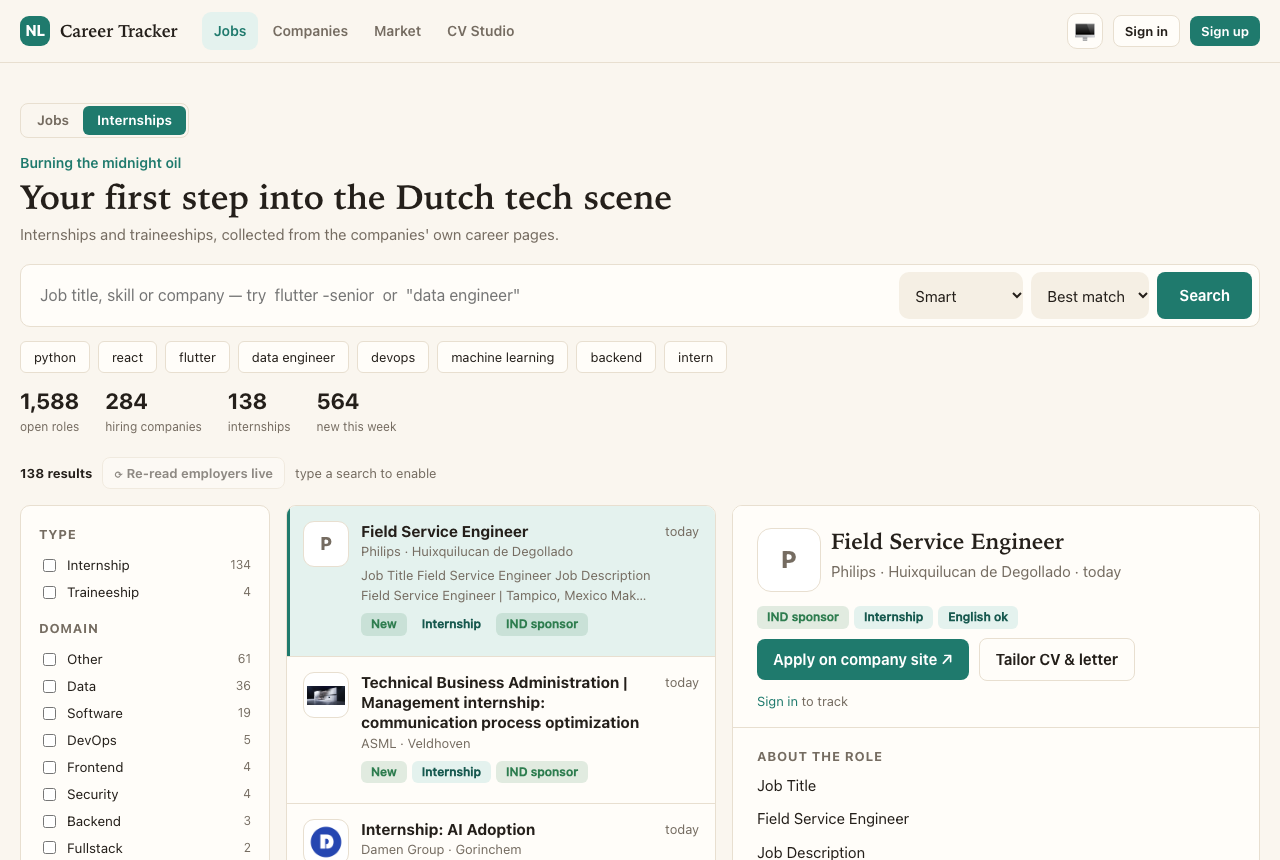 NL Career Tracker Jobs Companies Market CV Studio Sign in Sign up
Jobs Internships
Burning the midnight oil
Your first step into the Dutch tech scene
Internships and traineeships, collected from the companies' own career pages.
Job title, skill or company — try flutter -senior or "data engineer" Smart Best match Search
python react flutter data engineer devops machine learning backend intern
1,588 284 138 564
open roles hiring companies internships new this week
138 results ⟳ Re-read employers live type a search to enable
TYPE
Internship 134
Traineeship 4
DOMAIN
Other 61
Data 36
Software 19
DevOps 5
Frontend 4
Security 4
Backend 3
Fullstack 2
P
Field Service Engineer today
Philips · Huixquilucan de Degollado
Job Title Field Service Engineer Job Description
Field Service Engineer | Tampico, Mexico Mak...
New Internship IND sponsor
Technical Business Administration | today
Management internship:
communication process optimization
ASML · Veldhoven
New Internship IND sponsor
D
Internship: AI Adoption today
Damen Group · Gorinchem
P
Field Service Engineer
Philips · Huixquilucan de Degollado · today
IND sponsor Internship English ok
Apply on company site ↗ Tailor CV & letter
Sign in to track
ABOUT THE ROLE
Job Title
Field Service Engineer
Job Description